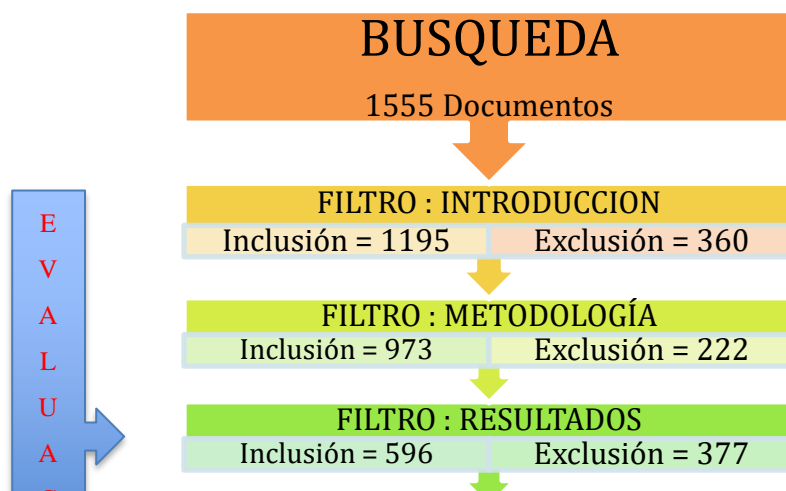 BUSQUEDA
1555 Documentos
FILTRO : INTRODUCCION
Inclusión = 1195 Exclusión = 360
FILTRO : METODOLOGÍA
Inclusión = 973 Exclusión = 222
FILTRO : RESULTADOS
Inclusión = 596 Exclusión = 377
E
V
A
L
U
A